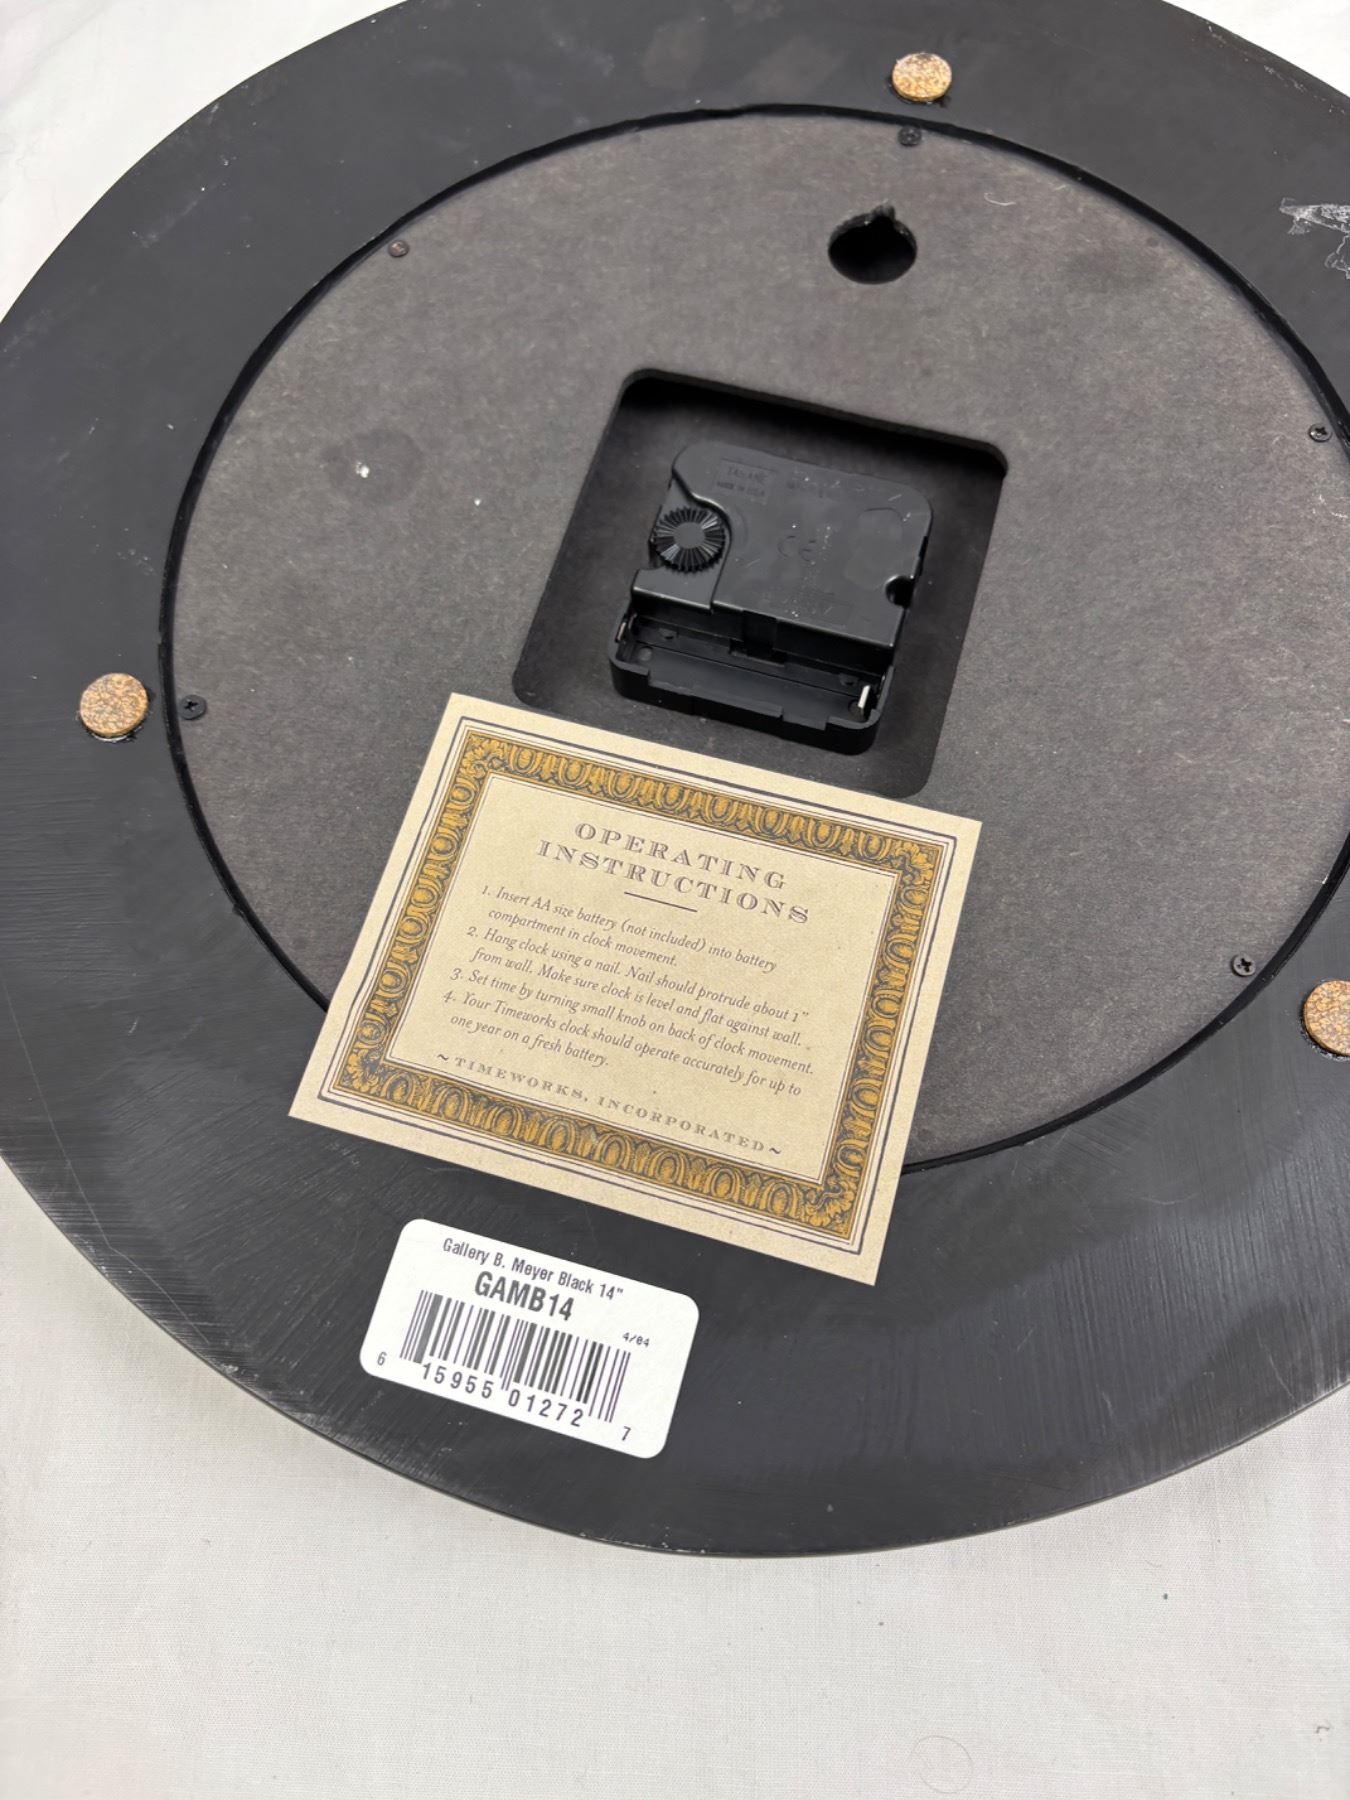 MADE IN U.S.A.
CE
OPERATING
INSTRUCTIONS
1. Insert AA size battery (not included) into battery
compartment in clock movement.
2. Hang clock using a nail. Nail should protrude about 1"
from wall. Make sure clock is level and flat against wall.
3. Set time by turning small knob on back of clock movement.
4. Your Timeworks clock should operate accurately for up to
one year on a fresh battery.
~TIMEWORKS, INCORPORATED~
Gallery B. Meyer Black 14"
GAMB14
4/04
6 15955 01272 7